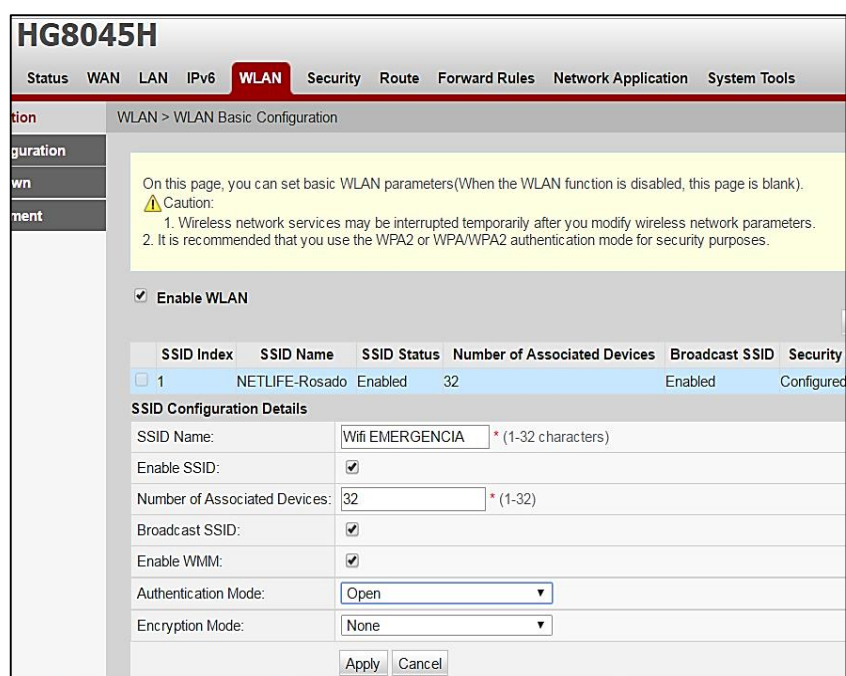 HG8045H
Status WAN LAN IPv6 WLAN Security Route Forward Rules Network Application System Tools
tion
WLAN > WLAN Basic Configuration
guration
wn
ment
On this page, you can set basic WLAN parameters(When the WLAN function is disabled, this page is blank).
Caution:
1. Wireless network services may be interrupted temporarily after you modify wireless network parameters.
2. It is recommended that you use the WPA2 or WPA/WPA2 authentication mode for security purposes.
Enable WLAN
SSID Index SSID Name SSID Status Number of Associated Devices Broadcast SSID Security
1 NETLIFE-Rosado Enabled 32 Enabled Configured
SSID Configuration Details
SSID Name: Wifi EMERGENCIA * (1-32 characters)
Enable SSID:
Number of Associated Devices: 32 * (1-32)
Broadcast SSID:
Enable WMM:
Authentication Mode: Open
Encryption Mode: None
Apply Cancel